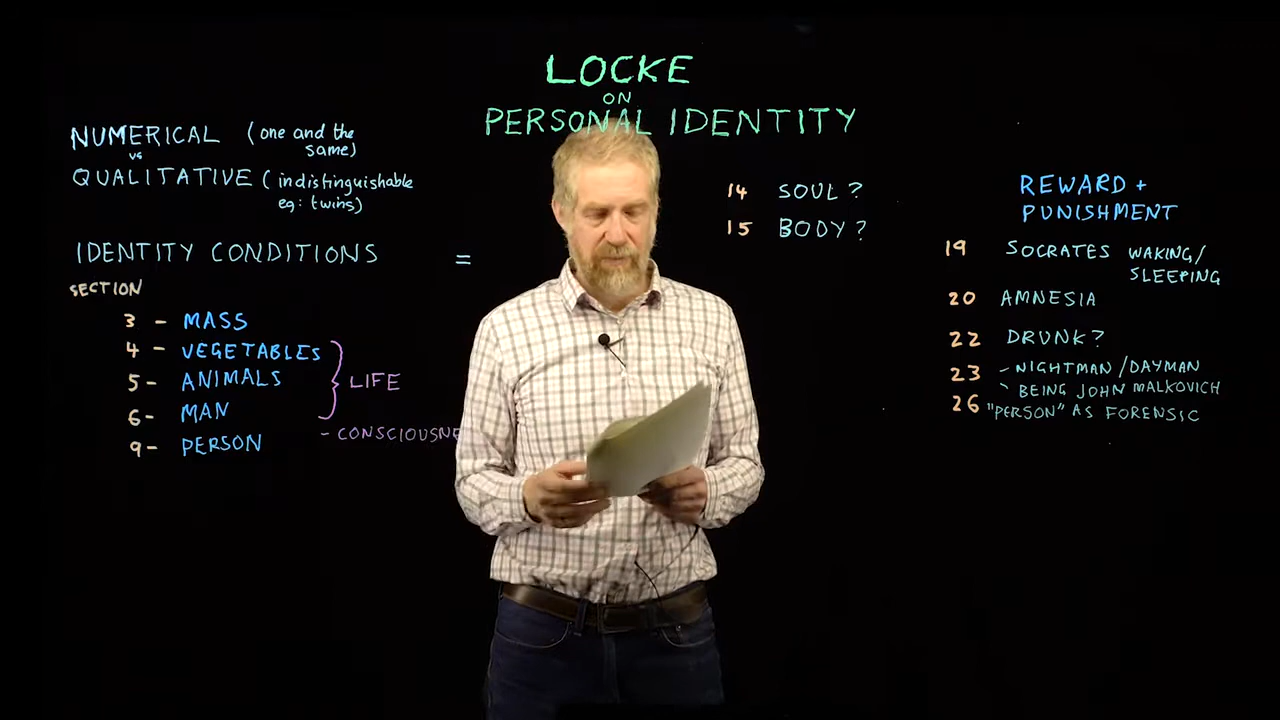 LOCKE
ON
PERSONAL IDENTITY
NUMERICAL (one and the
same)
vs
QUALITATIVE (indistinguishable
eg: twins)
IDENTITY CONDITIONS =
SECTION
3 - MASS
4 - VEGETABLES
5 - ANIMALS
6 - MAN
LIFE
9 - PERSON
- CONSCIOUSNE
14 SOUL?
15 BODY?
REWARD +
PUNISHMENT
19 SOCRATES WAKING/
SLEEPING
20 AMNESIA
22 DRUNK?
23 - NIGHTMAN/DAYMAN
- BEING JOHN MALKOVICH
26 "PERSON" AS FORENSIC